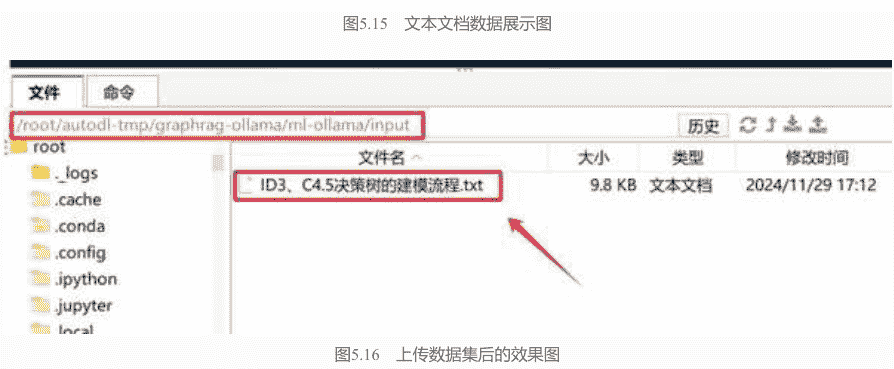 图5.15 文本文档数据展示图
文件 命令
/root/autodl-tmp/graphrag-ollama/ml-ollama/input 历史
root 文件名 大小 类型 修改时间
._logs ID3、C4.5决策树的建模流程.txt 9.8 KB 文本文档 2024/11/29 17:12
.cache
.conda
.config
.ipython
.jupyter
.local
图5.16 上传数据集后的效果图